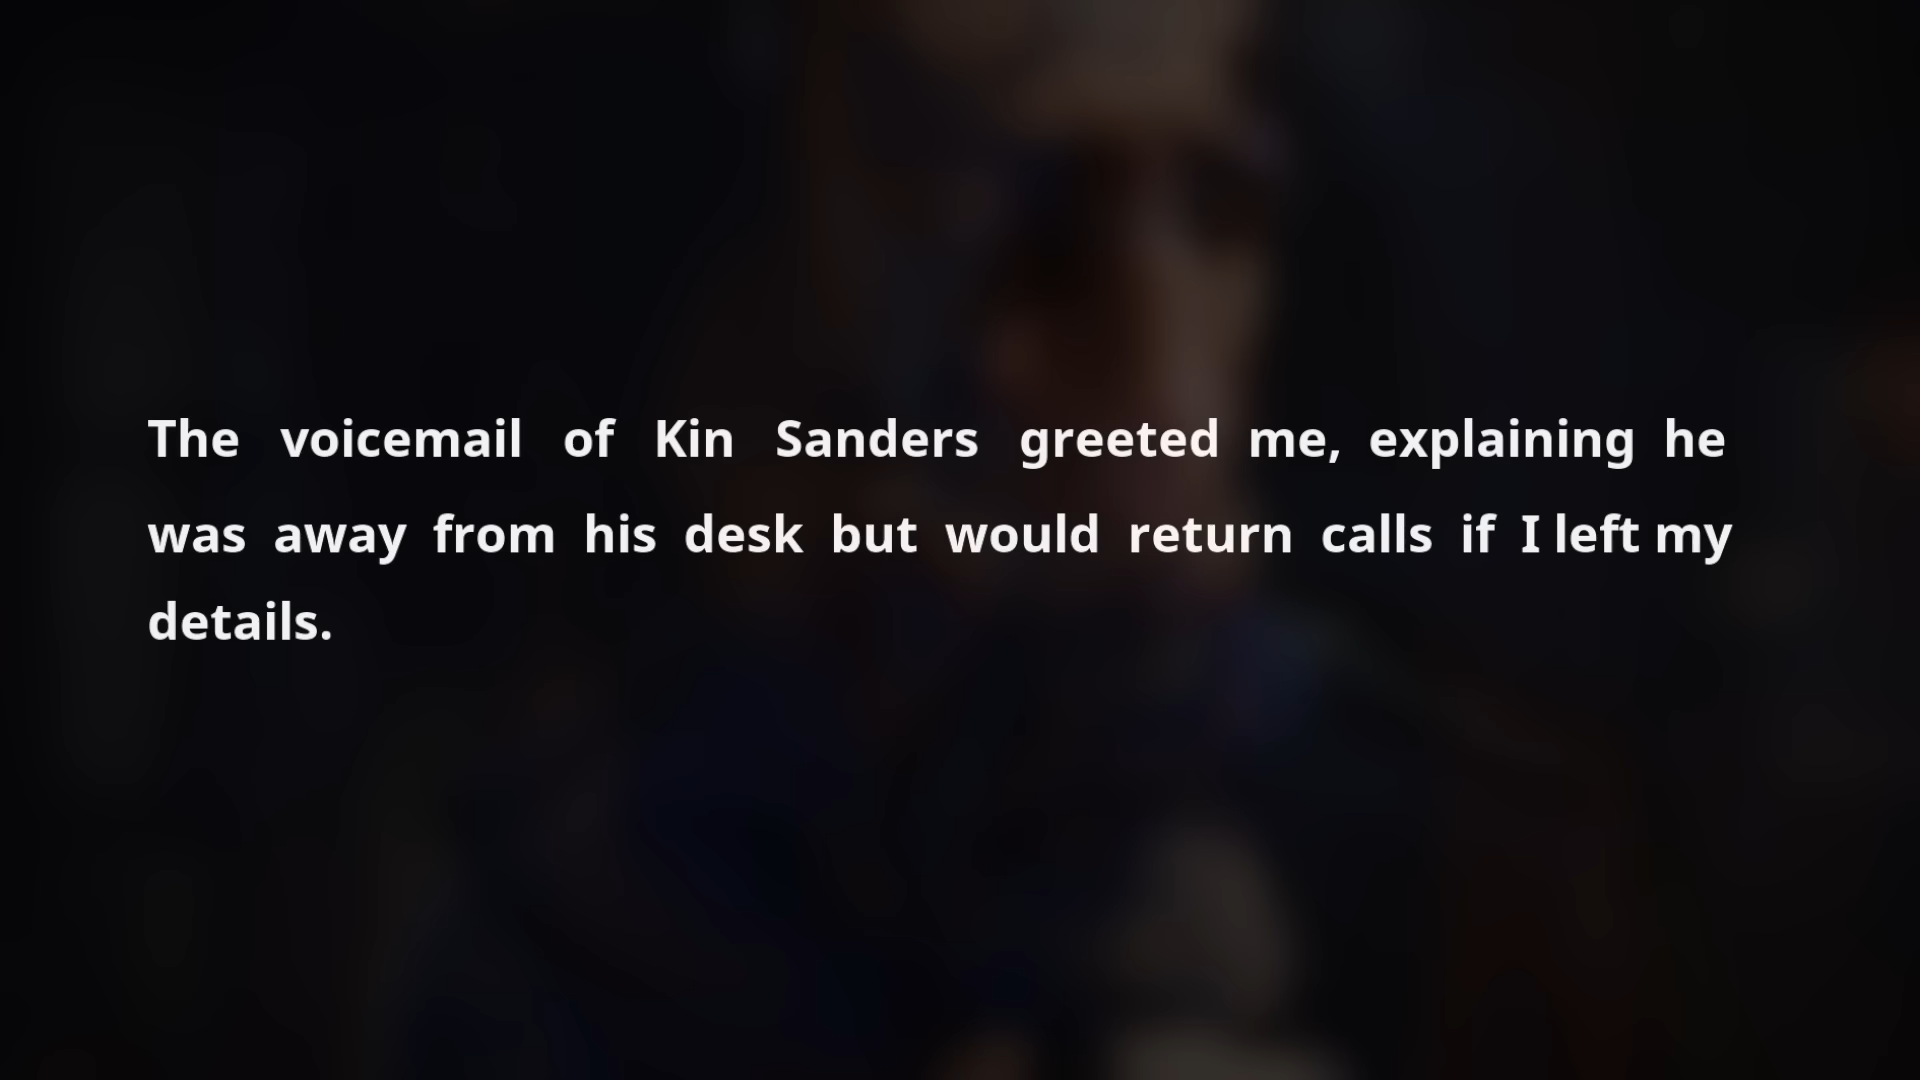 The voicemail of Kin Sanders greeted me, explaining he
was away from his desk but would return calls if I left my
details.